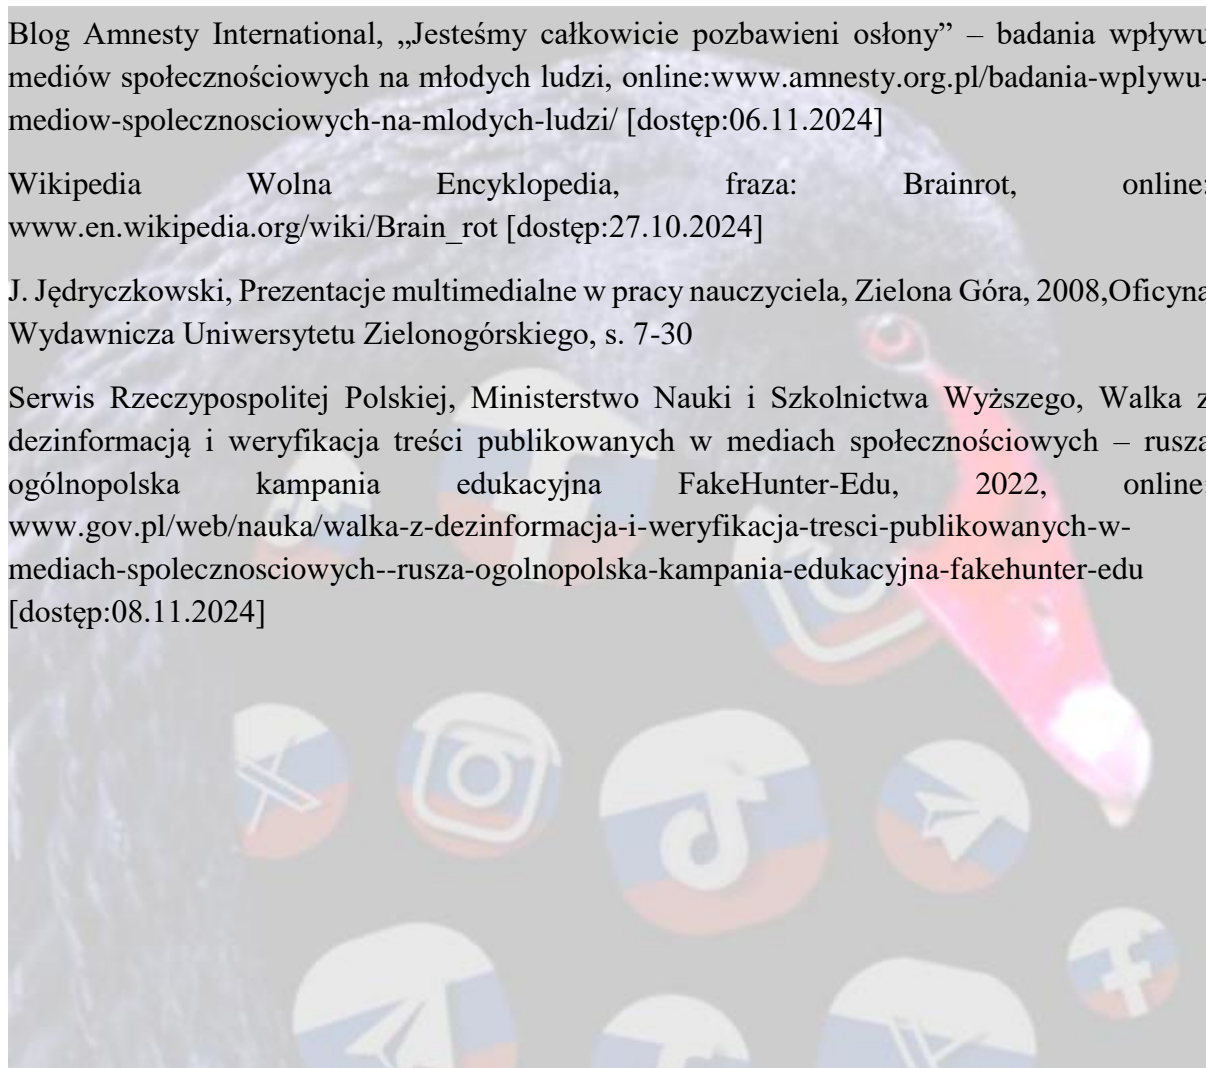 Blog Amnesty International, „Jesteśmy całkowicie pozbawieni osłony” – badania wpływu
mediów społecznościowych na młodych ludzi, online:www.amnesty.org.pl/badania-wplywu-
mediow-spolecznosciowych-na-mlodych-ludzi/ [dostęp:06.11.2024]
Wikipedia Wolna Encyklopedia, fraza: Brainrot, online:
www.en.wikipedia.org/wiki/Brain_rot [dostęp:27.10.2024]
J. Jędryczkowski, Prezentacje multimedialne w pracy nauczyciela, Zielona Góra, 2008,Oficyna
Wydawnicza Uniwersytetu Zielonogórskiego, s. 7-30
Serwis Rzeczypospolitej Polskiej, Ministerstwo Nauki i Szkolnictwa Wyższego, Walka z
dezinformacją i weryfikacja treści publikowanych w mediach społecznościowych – rusza
ogólnopolska kampania edukacyjna FakeHunter-Edu, 2022, online:
www.gov.pl/web/nauka/walka-z-dezinformacja-i-weryfikacja-tresci-publikowanych-w-
mediach-spolecznosciowych--rusza-ogolnopolska-kampania-edukacyjna-fakehunter-edu
[dostęp:08.11.2024]